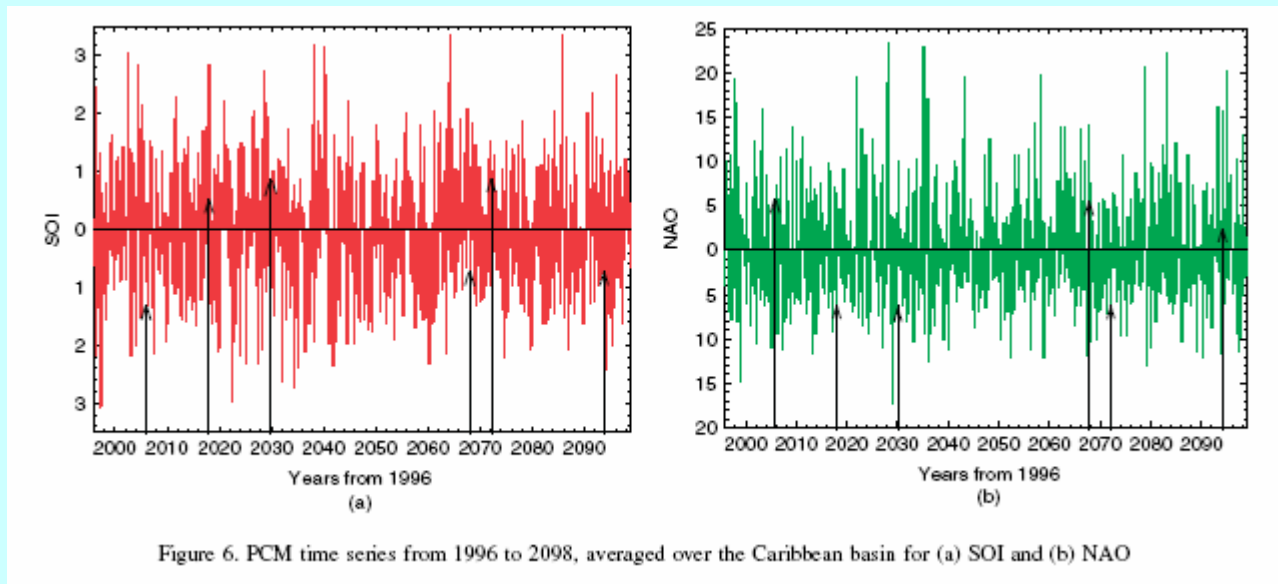 3
2
1
0
1
2
3
SOI
2000 2010 2020 2030 2040 2050 2060 2070 2080 2090
Years from 1996
(a)
25
20
15
10
5
0
5
10
15
20
NAO
2000 2010 2020 2030 2040 2050 2060 2070 2080 2090
Years from 1996
(b)
Figure 6. PCM time series from 1996 to 2098, averaged over the Caribbean basin for (a) SOI and (b) NAO